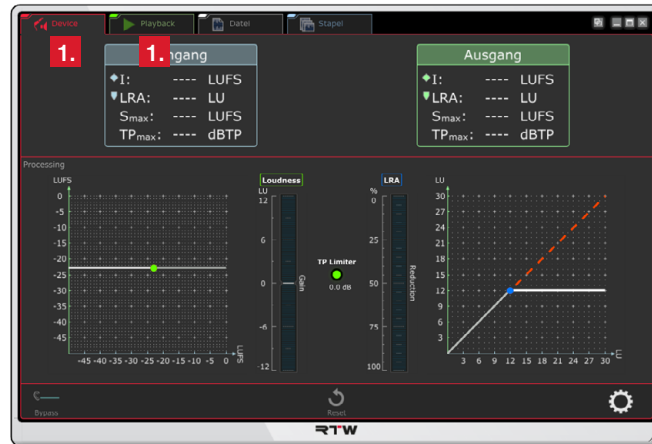 Device Playback Datei Stapel
1. 1.
ngang Ausgang
I: ---- LUFS I: ---- LUFS
LRA: ---- LU LRA: ---- LU
Smax: ---- LUFS Smax: ---- LUFS
TPmax: ---- dBTP TPmax: ---- dBTP
Processing
LUFS Loudness LRA LU
LU %
0 12 0 30
-5 27
-10 24
-15 6 25 21
-20 TP Limiter 18
-25 0 Gain 0.0 dB 50 Reduction 15
-30 12
-35 -6 75 9
-40 6
-45 3
-12 100
-45 -40 -35 -30 -25 -20 -15 -10 -5 0 LUFS 3 6 9 12 15 18 21 24 27 30 LU
Bypass Reset
RTW